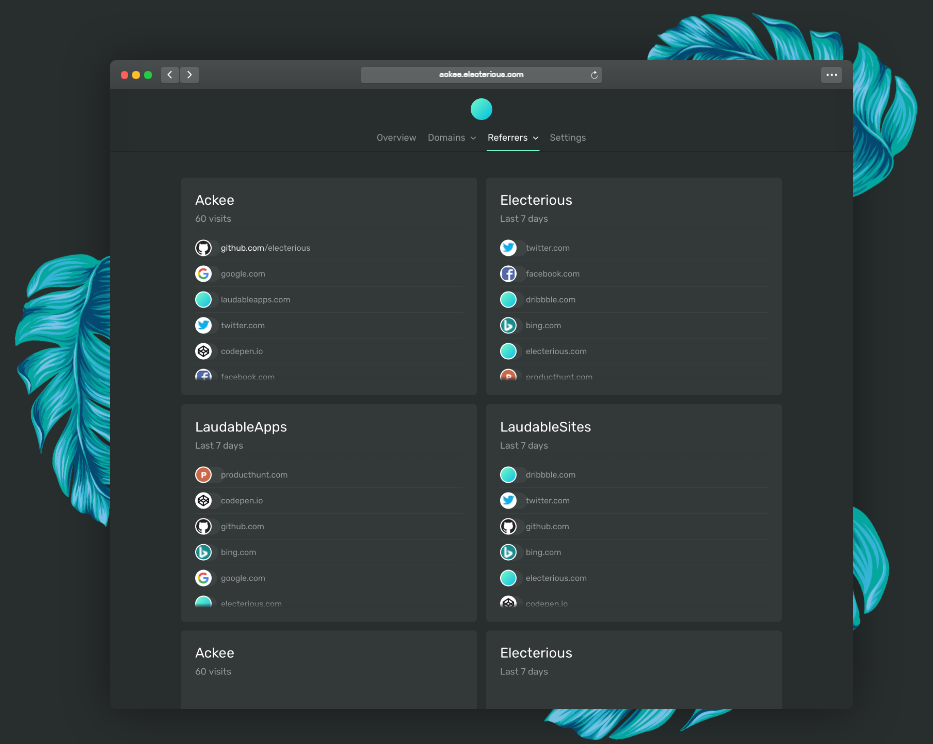 ackee.electerious.com
Overview Domains Referrers Settings
Ackee
60 visits
github.com/electerious
google.com
laudableapps.com
twitter.com
codepen.io
facebook.com
Electerious
Last 7 days
twitter.com
facebook.com
dribbble.com
bing.com
electerious.com
producthunt.com
LaudableApps
Last 7 days
producthunt.com
codepen.io
github.com
bing.com
google.com
electerious.com
LaudableSites
Last 7 days
dribbble.com
twitter.com
github.com
bing.com
electerious.com
codepen.io
Ackee
60 visits
Electerious
Last 7 days